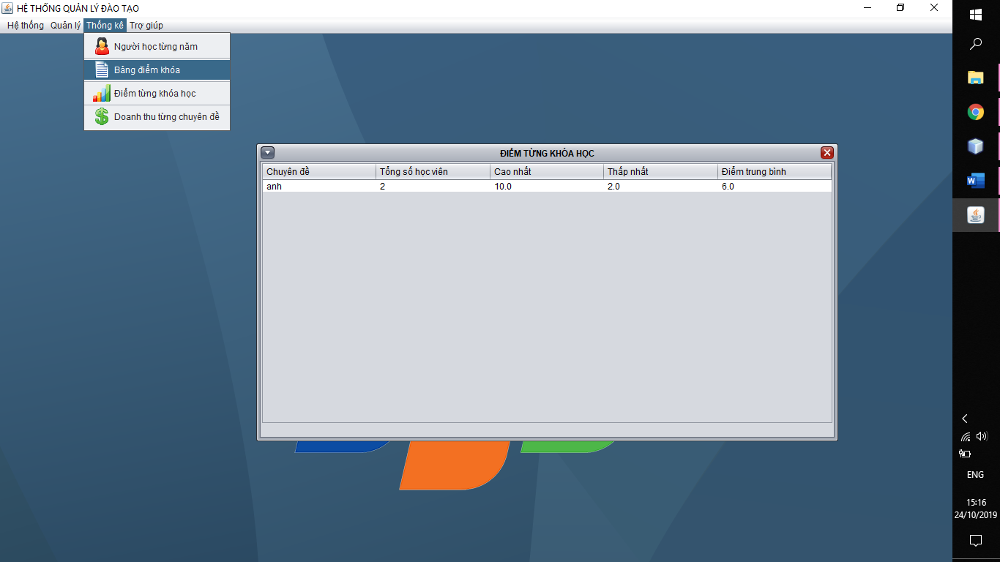 HỆ THỐNG QUẢN LÝ ĐÀO TẠO
Hệ thống Quản lý Thống kê Trợ giúp
Người học từng năm
Bảng điểm khóa
Điểm từng khóa học
Doanh thu từng chuyên đề
ĐIỂM TỪNG KHÓA HỌC
Chuyên đề Tổng số học viên Cao nhất Thấp nhất Điểm trung bình
anh 2 10.0 2.0 6.0
ENG
15:16
24/10/2019